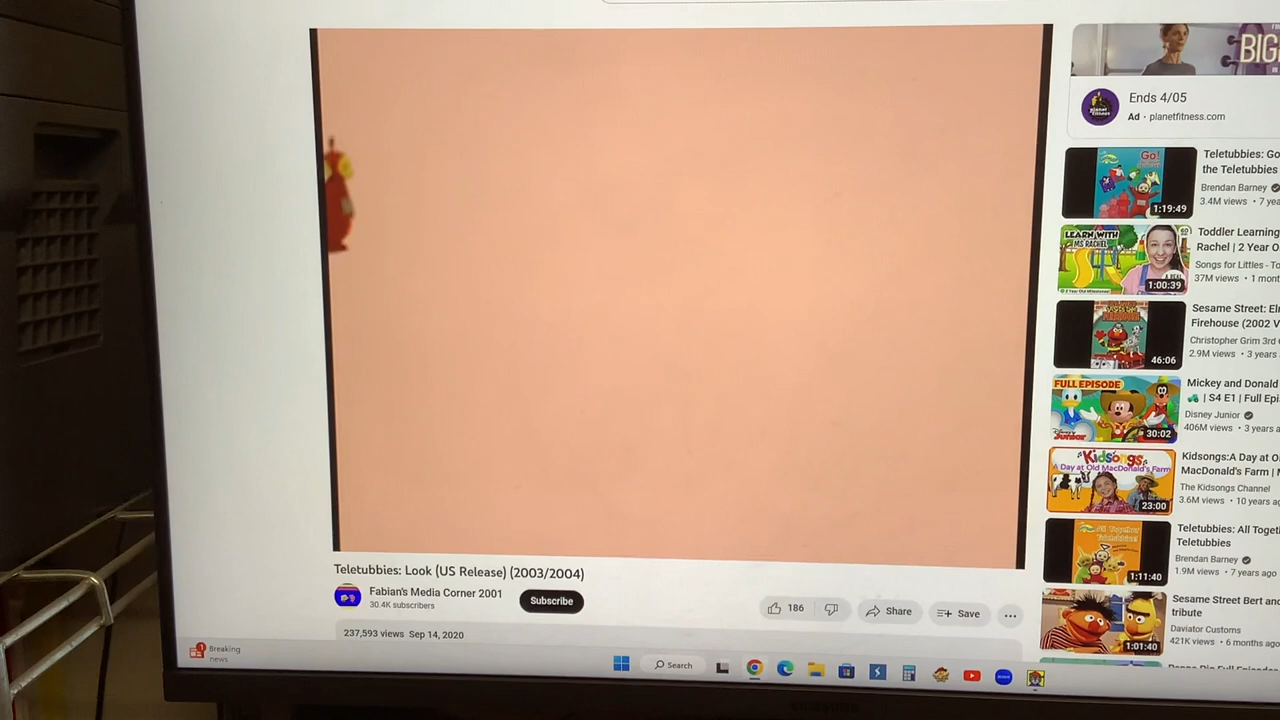 BIG
Ends 4/05
Ad · planetfitness.com
Go!
1:19:49
Teletubbies: Go
the Teletubbies
Brendan Barney
3.4M views • 7 yea
LEARN WITH
MS RACHEL
1:00:39
Toddler Learning
Rachel | 2 Year O
Songs for Littles - To
37M views • 1 mont
46:06
Sesame Street: El
Firehouse (2002 V
Christopher Grim 3rd
2.9M views • 3 years
FULL EPISODE
30:02
Mickey and Donald
| S4 E1 | Full Epi
Disney Junior
406M views • 3 years a
Kidsongs
A Day at Old MacDonald's Farm
23:00
Kidsongs:A Day at O
MacDonald's Farm |
The Kidsongs Channel
3.6M views • 10 years ag
All Together
Teletubbies!
1:11:40
Teletubbies: All Toget
Teletubbies
Brendan Barney
1.9M views • 7 years ago
1:01:40
Sesame Street Bert and
tribute
Daviator Customs
421K views • 6 months ago
Teletubbies: Look (US Release) (2003/2004)
Fabian's Media Corner 2001
30.4K subscribers
Subscribe
186
Share
Save
237,593 views Sep 14, 2020
1
Breaking
news
Search